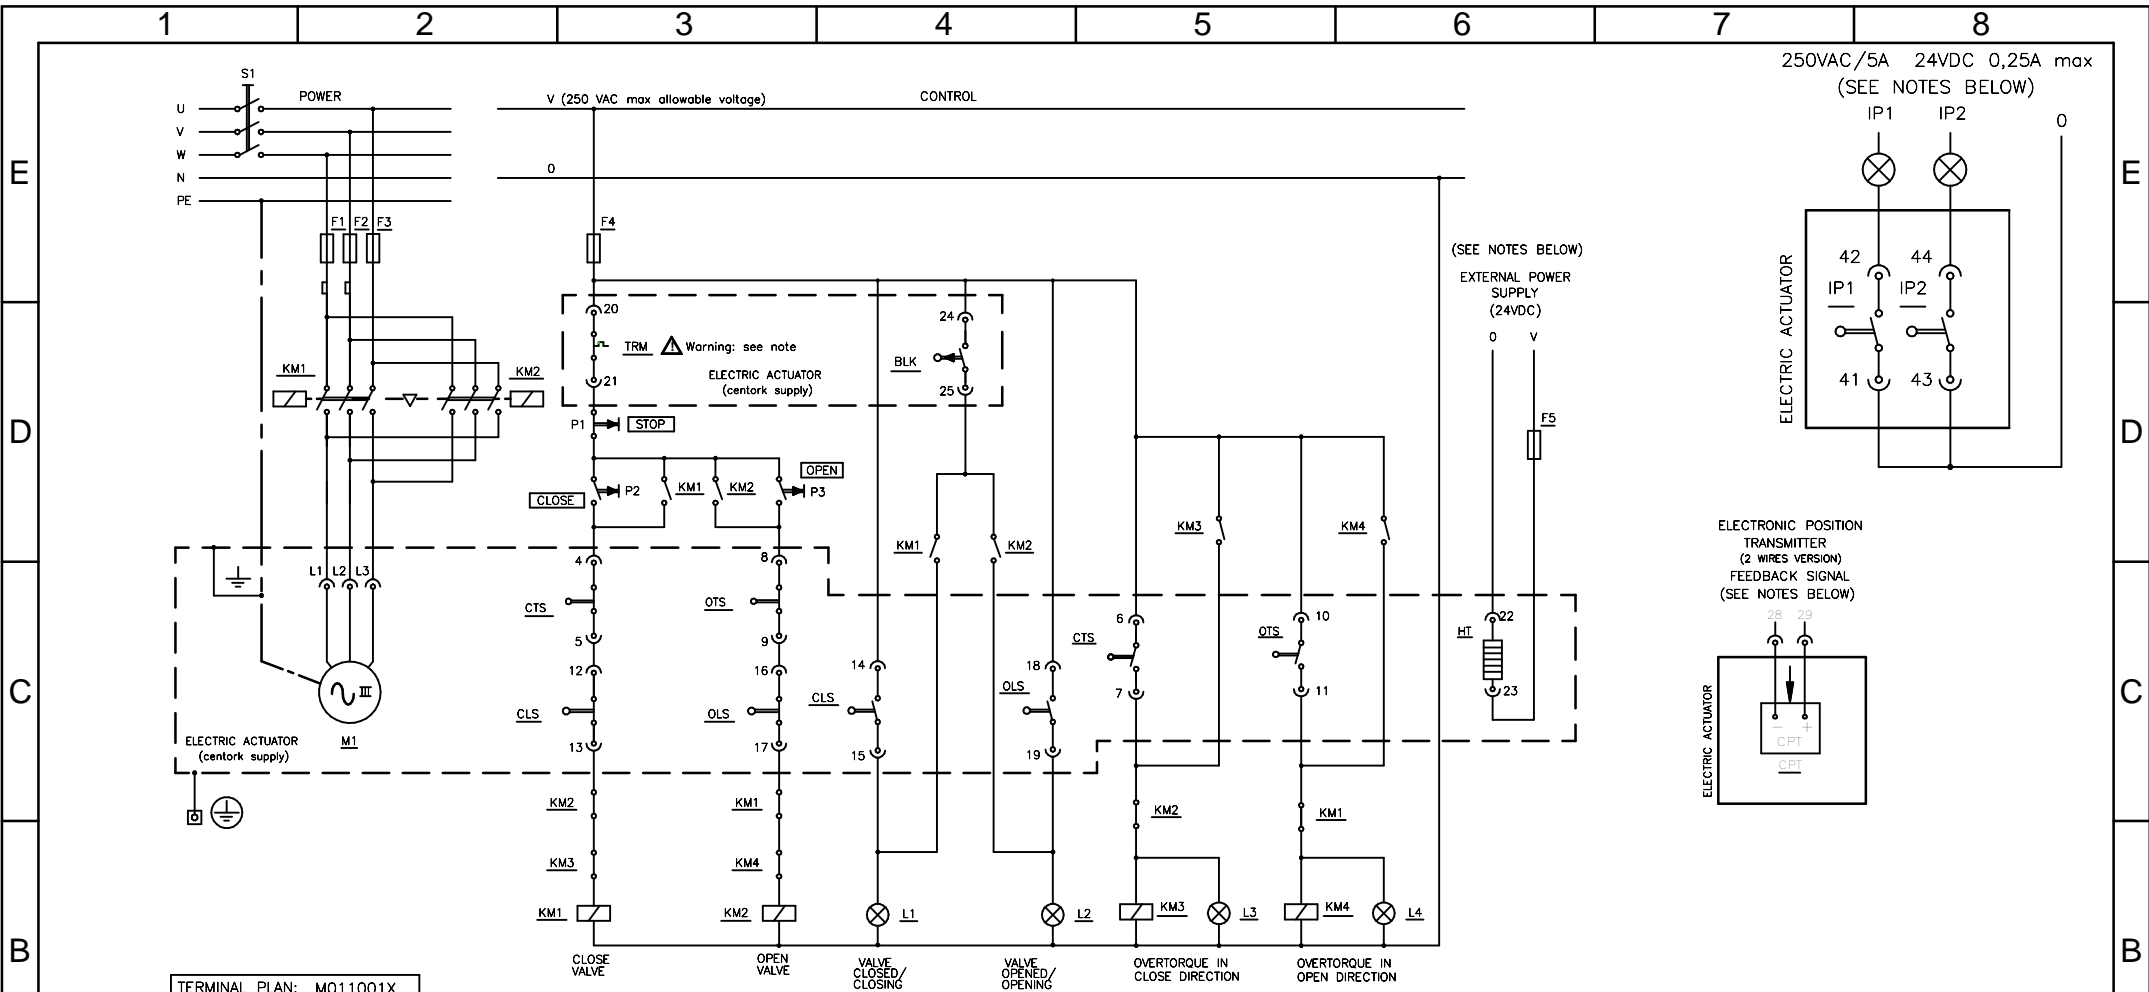 1 2 3 4 5 6 7 8
E
D
C
B
E
D
C
B
S1
POWER
U
V
W
N
PE
F1 F2 F3
KM1
KM2
L1 L2 L3
M1
ELECTRIC ACTUATOR
(centork supply)
TERMINAL PLAN: M011001X
V (250 VAC max allowable voltage)
CONTROL
0
F4
20
TRM
Warning: see note
21
ELECTRIC ACTUATOR
(centork supply)
24
BLK
25
P1
STOP
CLOSE
P2
KM1
KM2
OPEN
P3
4
CTS
5
12
CLS
13
KM2
KM3
KM1
CLOSE
VALVE
8
OTS
9
16
OLS
17
KM1
KM4
KM2
OPEN
VALVE
KM1
KM2
14
CLS
15
L1
VALVE
CLOSED/
CLOSING
18
OLS
19
L2
VALVE
OPENED/
OPENING
KM3
6
CTS
7
KM2
KM3
L3
OVERTORQUE IN
CLOSE DIRECTION
KM4
10
OTS
11
KM1
KM4
L4
OVERTORQUE IN
OPEN DIRECTION
(SEE NOTES BELOW)
EXTERNAL POWER
SUPPLY
(24VDC)
0 V
F5
22
HT
23
250VAC/5A 24VDC 0,25A max
(SEE NOTES BELOW)
IP1 IP2
0
42 44
IP1 IP2
41 43
ELECTRIC ACTUATOR
ELECTRONIC POSITION
TRANSMITTER
(2 WIRES VERSION)
FEEDBACK SIGNAL
(SEE NOTES BELOW)
28 29
ELECTRIC ACTUATOR
- +
CPT
CPT